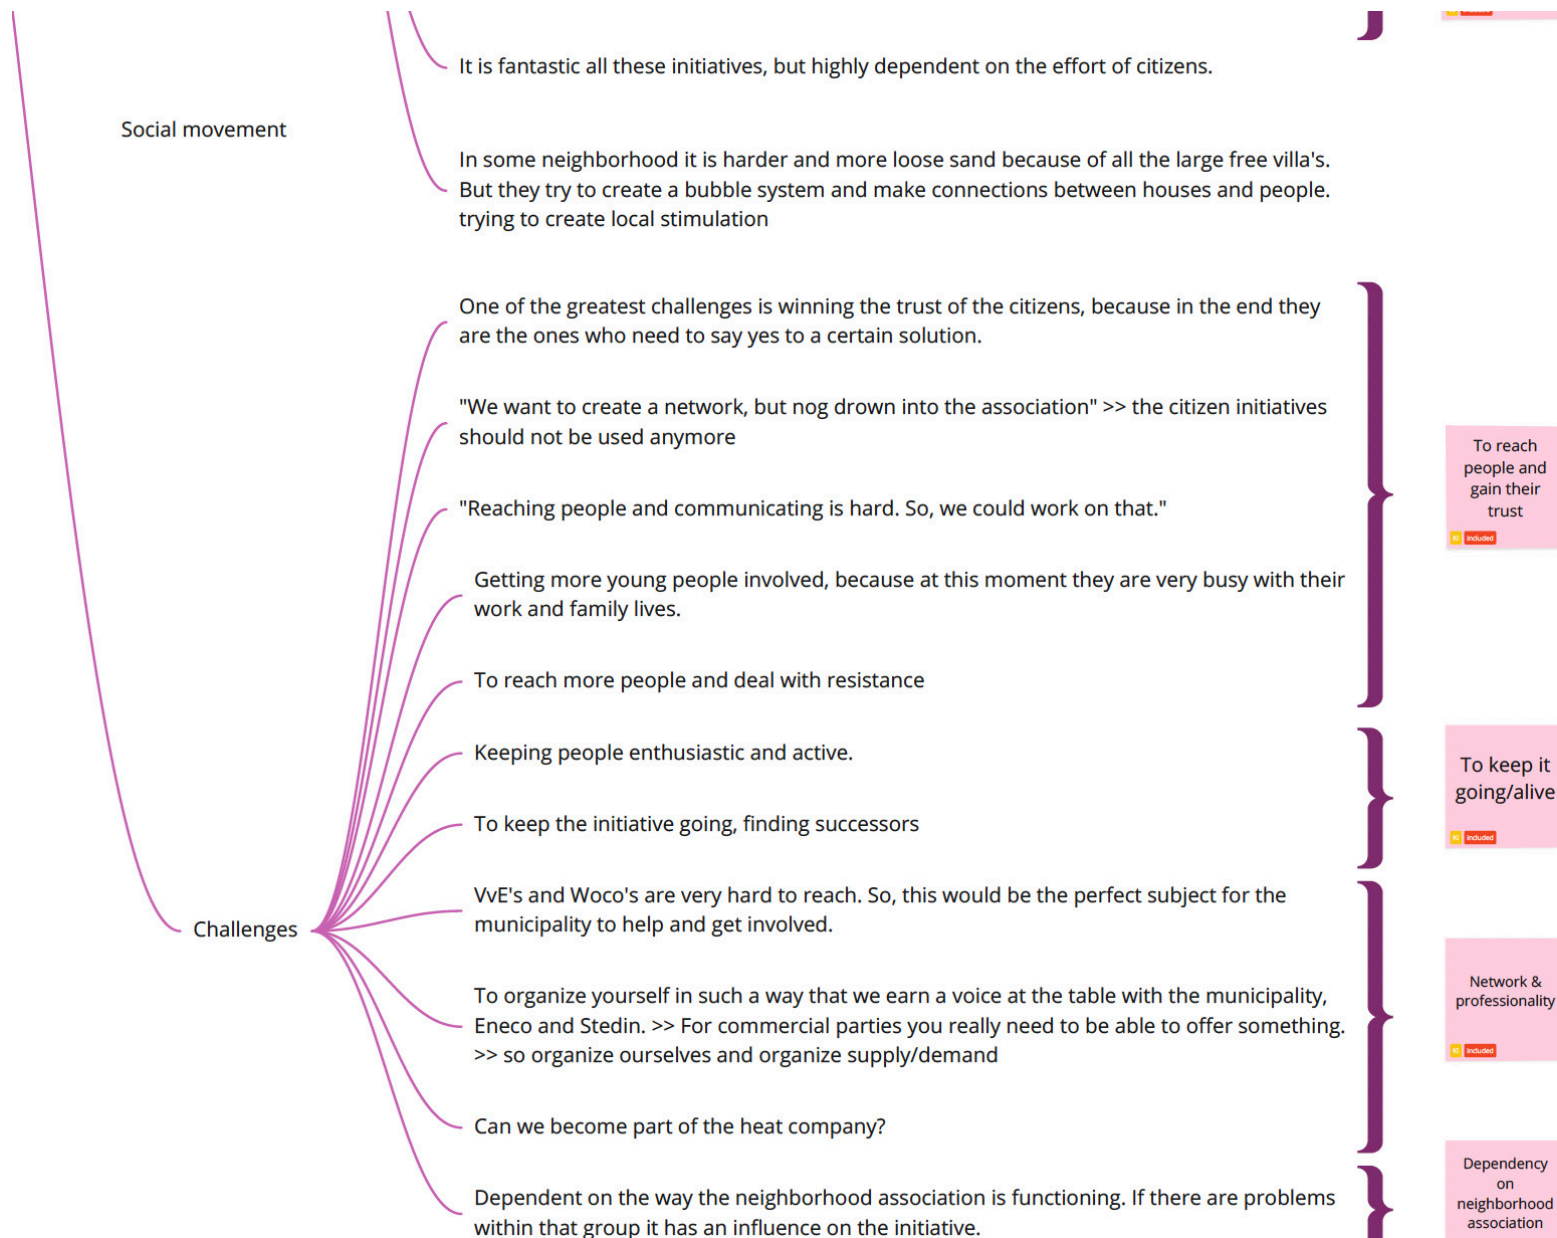 It is fantastic all these initiatives, but highly dependent on the effort of citizens.
Social movement
In some neighborhood it is harder and more loose sand because of all the large free villa's.
But they try to create a bubble system and make connections between houses and people.
trying to create local stimulation
One of the greatest challenges is winning the trust of the citizens, because in the end they
are the ones who need to say yes to a certain solution.
"We want to create a network, but nog drown into the association" >> the citizen initiatives
should not be used anymore
"Reaching people and communicating is hard. So, we could work on that."
To reach
people and
gain their
trust
Included
Getting more young people involved, because at this moment they are very busy with their
work and family lives.
To reach more people and deal with resistance
Keeping people enthusiastic and active.
To keep it
going/alive
Included
To keep the initiative going, finding successors
VvE's and Woco's are very hard to reach. So, this would be the perfect subject for the
municipality to help and get involved.
Challenges
To organize yourself in such a way that we earn a voice at the table with the municipality,
Eneco and Stedin. >> For commercial parties you really need to be able to offer something.
>> so organize ourselves and organize supply/demand
Network &
professionality
Included
Can we become part of the heat company?
Dependent on the way the neighborhood association is functioning. If there are problems
within that group it has an influence on the initiative.
Dependency
on
neighborhood
association